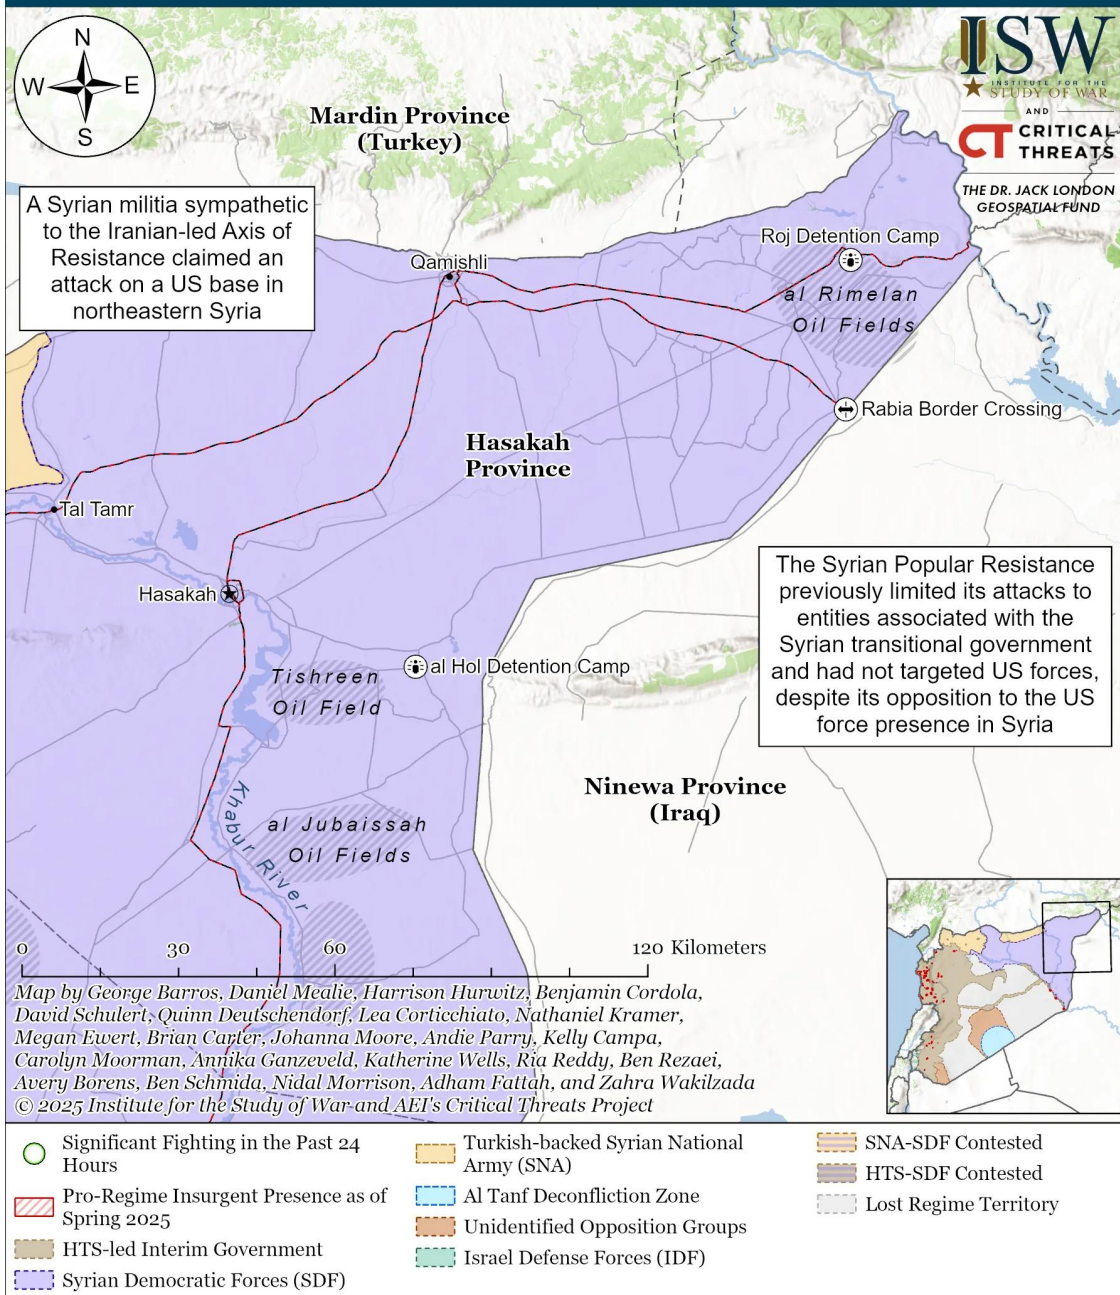 N
W
E
S
ISW
INSTITUTE FOR THE
STUDY OF WAR
AND
CT CRITICAL
THREATS
THE DR. JACK LONDON
GEOSPATIAL FUND
Mardin Province
(Turkey)
A Syrian militia sympathetic
to the Iranian-led Axis of
Resistance claimed an
attack on a US base in
northeastern Syria
Qamishli
Roj Detention Camp
al Rimelan
Oil Fields
Rabia Border Crossing
Hasakah
Province
Tal Tamr
Hasakah
al Hol Detention Camp
Tishreen
Oil Field
The Syrian Popular Resistance
previously limited its attacks to
entities associated with the
Syrian transitional government
and had not targeted US forces,
despite its opposition to the US
force presence in Syria
Ninewa Province
(Iraq)
Khabur River
al Jubaissah
Oil Fields
0 30 60 120 Kilometers
Map by George Barros, Daniel Mealie, Harrison Hurwitz, Benjamin Cordola,
David Schulert, Quinn Deutschendorf, Lea Corticchiato, Nathaniel Kramer,
Megan Ewert, Brian Carter, Johanna Moore, Andie Parry, Kelly Campa,
Carolyn Moorman, Annika Ganzeveld, Katherine Wells, Ria Reddy, Ben Rezaei,
Avery Borens, Ben Schmida, Nidal Morrison, Adham Fattah, and Zahra Wakilzada
© 2025 Institute for the Study of War and AEI's Critical Threats Project
Significant Fighting in the Past 24
Hours
Pro-Regime Insurgent Presence as of
Spring 2025
HTS-led Interim Government
Syrian Democratic Forces (SDF)
Turkish-backed Syrian National
Army (SNA)
Al Tanf Deconfliction Zone
Unidentified Opposition Groups
Israel Defense Forces (IDF)
SNA-SDF Contested
HTS-SDF Contested
Lost Regime Territory